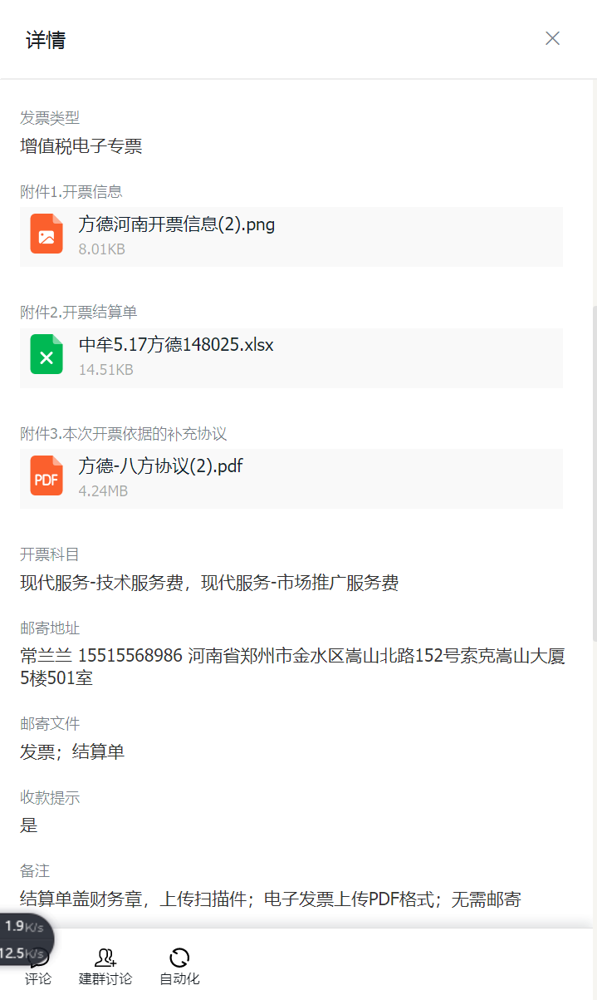 详情
发票类型
增值税电子专票
附件1.开票信息
方德河南开票信息(2).png
8.01KB
附件2.开票结算单
中牟5.17方德148025.xlsx
14.51KB
附件3.本次开票依据的补充协议
PDF
方德-八方协议(2).pdf
4.24MB
开票科目
现代服务-技术服务费，现代服务-市场推广服务费
邮寄地址
常兰兰 15515568986 河南省郑州市金水区嵩山北路152号索克嵩山大厦
5楼501室
邮寄文件
发票；结算单
收款提示
是
备注
结算单盖财务章，上传扫描件；电子发票上传PDF格式；无需邮寄
1.9K/s
12.5K/s
评论
建群讨论
自动化